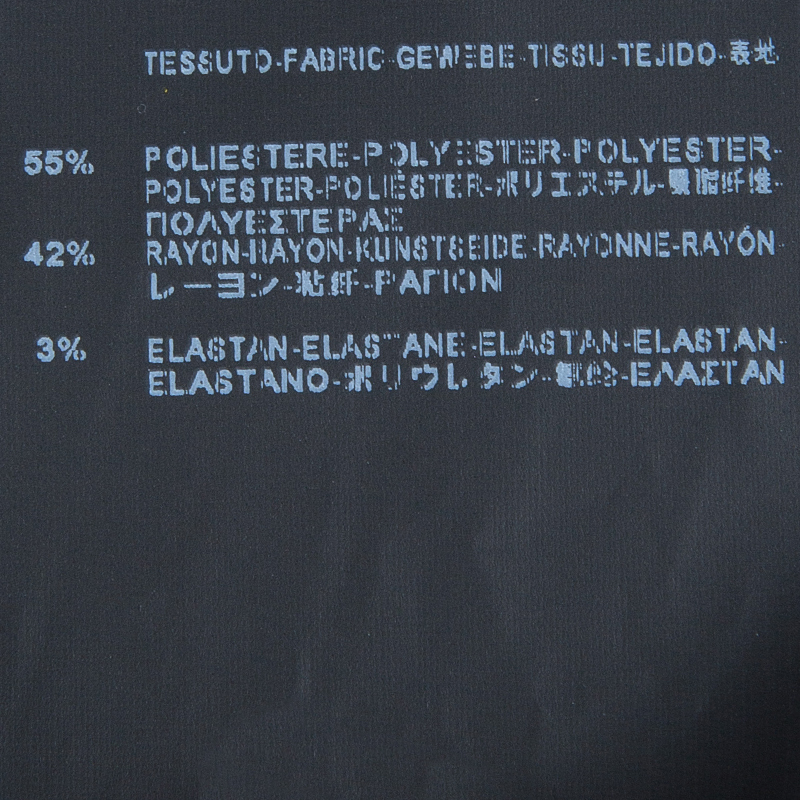 TESSUTO-FABRIC-GEWEBE-TISSU-TEJIDO-表地
55% POLIESTERE-POLYESTER-POLYESTER-
POLYESTER-POLIÉSTER-ポリエステル-聚酯纤维-
ΠΟΛΥΕΣΤΕΡΑΣ
42% RAYON-RAYON-KUNSTSEIDE-RAYONNE-RAYÓN
レーヨン-粘纤-ΡΑΓΙΟΝ
3% ELASTAN-ELASTANE-ELASTAN-ELASTAN-
ELASTANO-ポリウレタン-氨纶-ΕΛΑΣΤΑΝ